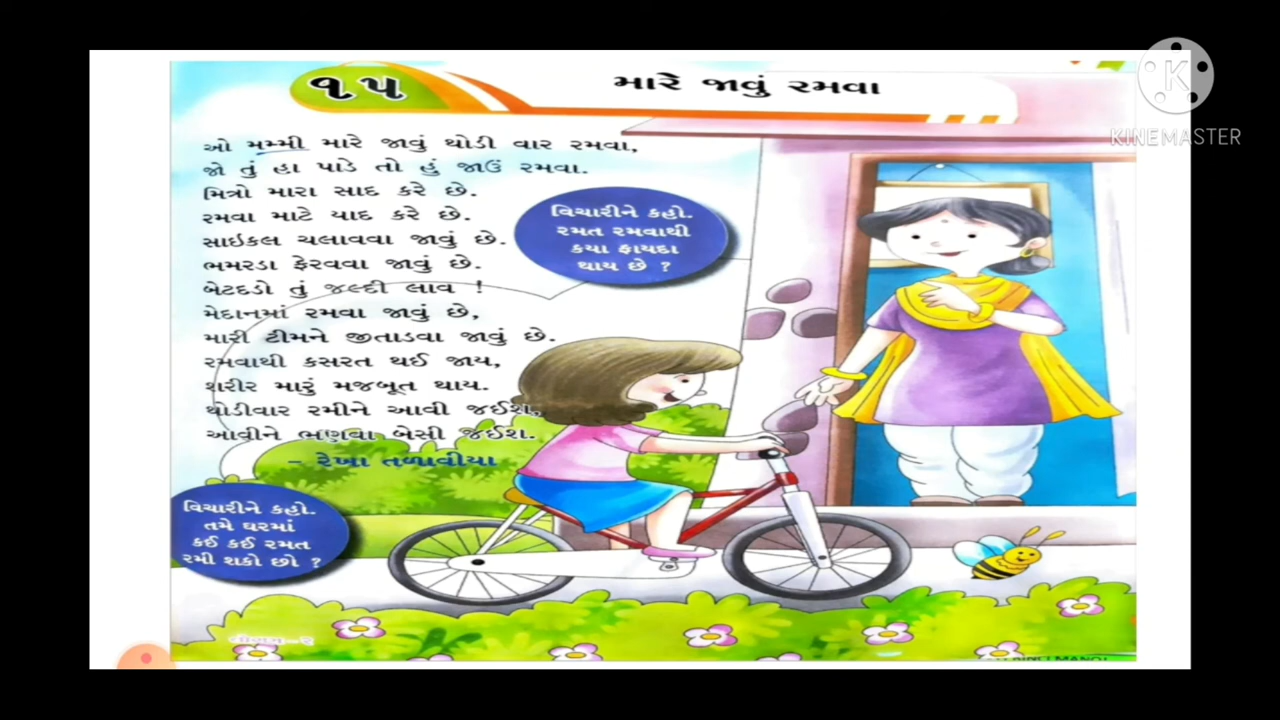 ૧૫
મારે જાવું રમવા
ઓ મમ્મી મારે જાવું થોડી વાર રમવા,
જો તું હા પાડે તો હું જાઉં રમવા.
મિત્રો મારા સાદ કરે છે.
રમવા માટે યાદ કરે છે.
સાઇકલ ચલાવવા જાવું છે.
ભમરડા ફેરવવા જાવું છે.
બેટદડો તું જલ્દી લાવ !
મેદાનમાં રમવા જાવું છે,
મારી ટીમને જીતાડવા જાવું છે.
રમવાથી કસરત થઈ જાય,
શરીર મારું મજબૂત થાય.
થોડીવાર રમીને આવી જઈશ,
આવીને ભણવા બેસી જઈશ.
– રેખા તળાવીયા
વિચારીને કહો.
રમત રમવાથી
કયા ફાયદા
થાય છે ?
વિચારીને કહો.
તમે ઘરમાં
કઈ કઈ રમત
રમી શકો છો ?
K
KINEMASTER